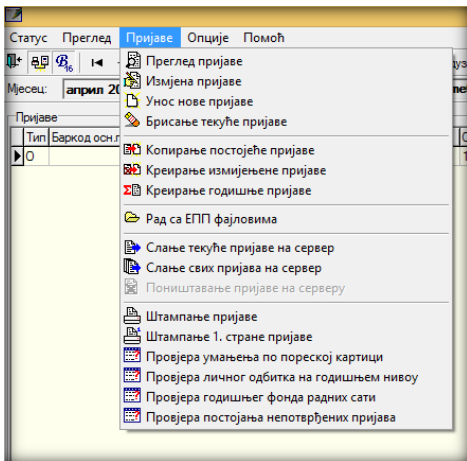 Статус Преглед Пријаве Опције Помоћ
Мјесец: април
Пријаве
Тип Баркод
О
Преглед пријаве
Измјена пријаве
Унос нове пријаве
Брисање текуће пријаве
Копирање постојеће пријаве
Креирање измијењене пријаве
Креирање годишње пријаве
Рад са ЕПП фајловима
Слање текуће пријаве на сервер
Слање свих пријава на сервер
Поништавање пријаве на серверу
Штампање пријаве
Штампање 1. стране пријаве
Провјера умањења по пореској картици
Провјера личног одбитка на годишњем нивоу
Провјера годишњег фонда радних сати
Провјера постојања непотврђених пријава